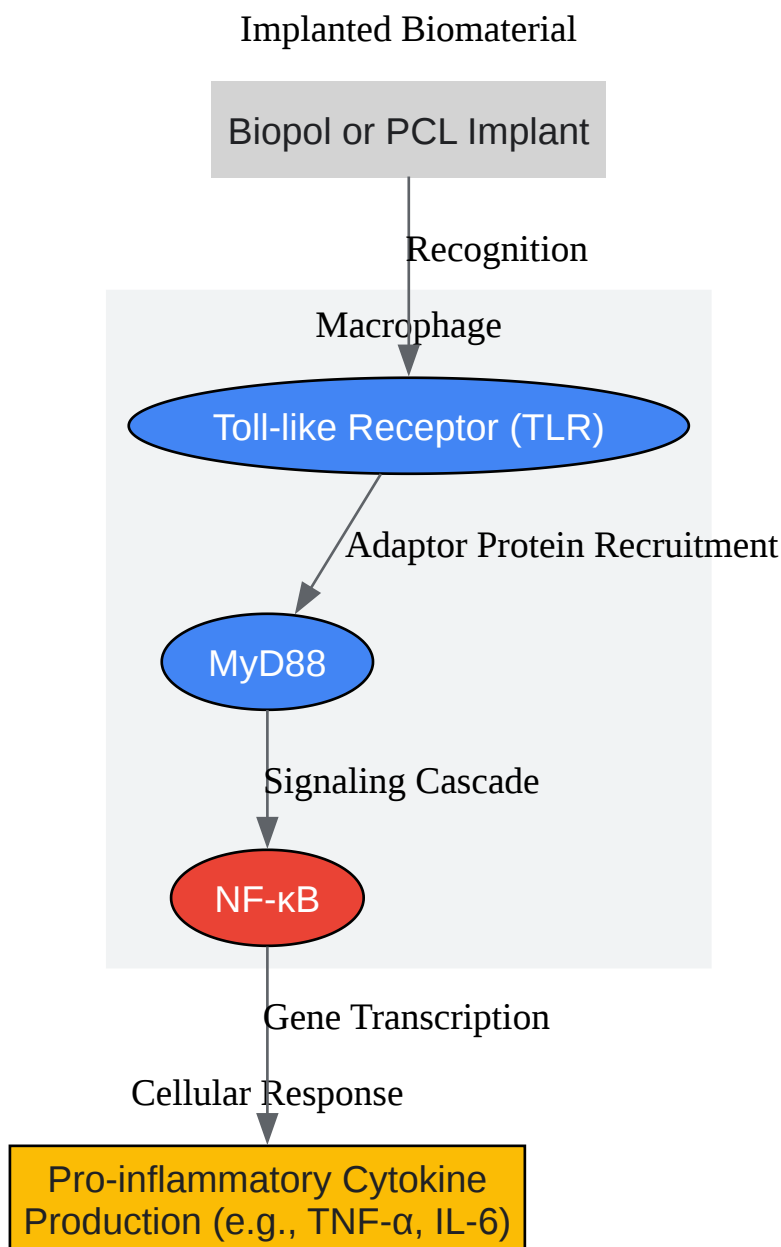 Implanted Biomaterial
Biopol or PCL Implant
Recognition
Macrophage
Toll-like Receptor (TLR)
Adaptor Protein Recruitment
MyD88
Signaling Cascade
NF-κB
Gene Transcription
Cellular Response
Pro-inflammatory Cytokine
Production (e.g., TNF-α, IL-6)